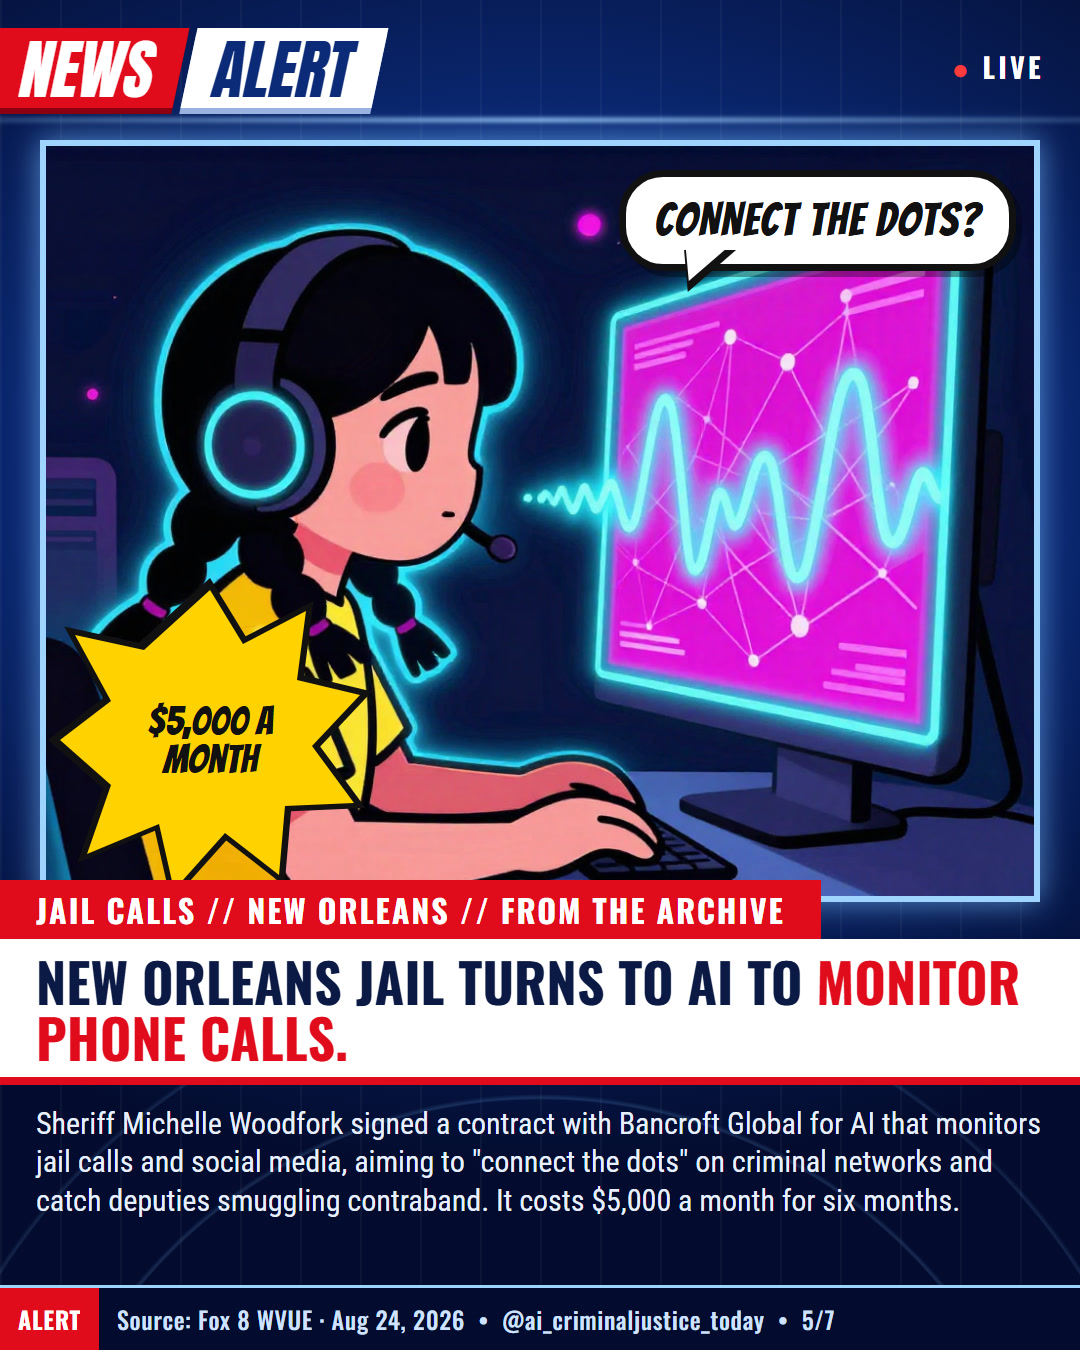 NEWS ALERT
LIVE
CONNECT THE DOTS?
$5,000 A
MONTH
JAIL CALLS // NEW ORLEANS // FROM THE ARCHIVE
NEW ORLEANS JAIL TURNS TO AI TO MONITOR
PHONE CALLS.
Sheriff Michelle Woodfork signed a contract with Bancroft Global for AI that monitors
jail calls and social media, aiming to "connect the dots" on criminal networks and
catch deputies smuggling contraband. It costs $5,000 a month for six months.
ALERT Source: Fox 8 WVUE · Aug 24, 2026 • @ai_criminaljustice_today • 5/7